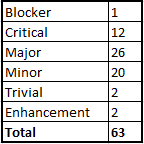 Blocker 1
Critical 12
Major 26
Minor 20
Trivial 2
Enhancement 2
Total 63